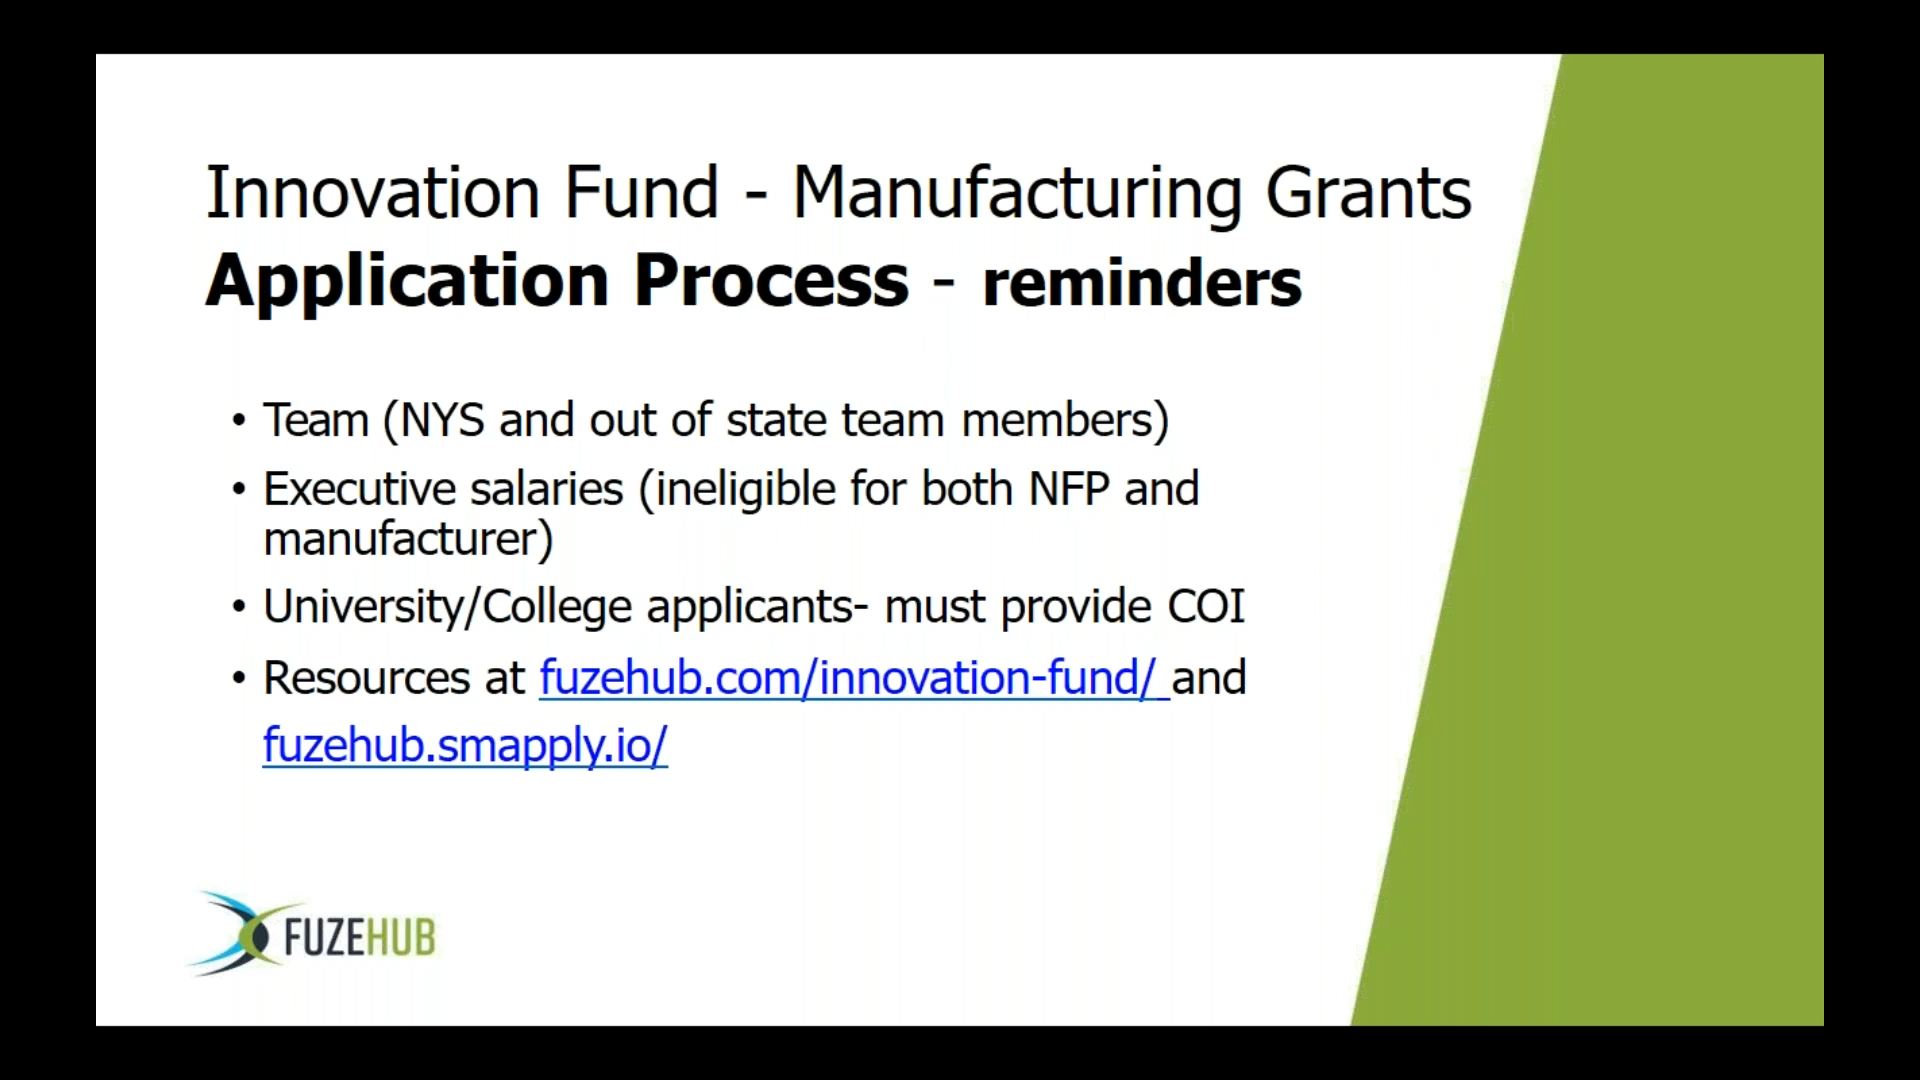 Innovation Fund - Manufacturing Grants
Application Process - reminders
• Team (NYS and out of state team members)
• Executive salaries (ineligible for both NFP and
manufacturer)
• University/College applicants- must provide COI
• Resources at fuzehub.com/innovation-fund/ and
fuzehub.smapply.io/
FUZEHUB